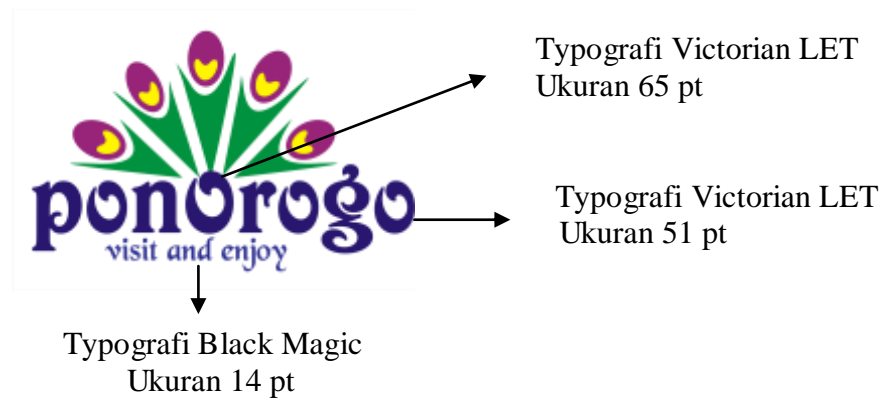 Typografi Victorian LET
Ukuran 65 pt
ponorogo
visit and enjoy
Typografi Victorian LET
Ukuran 51 pt
Typografi Black Magic
Ukuran 14 pt